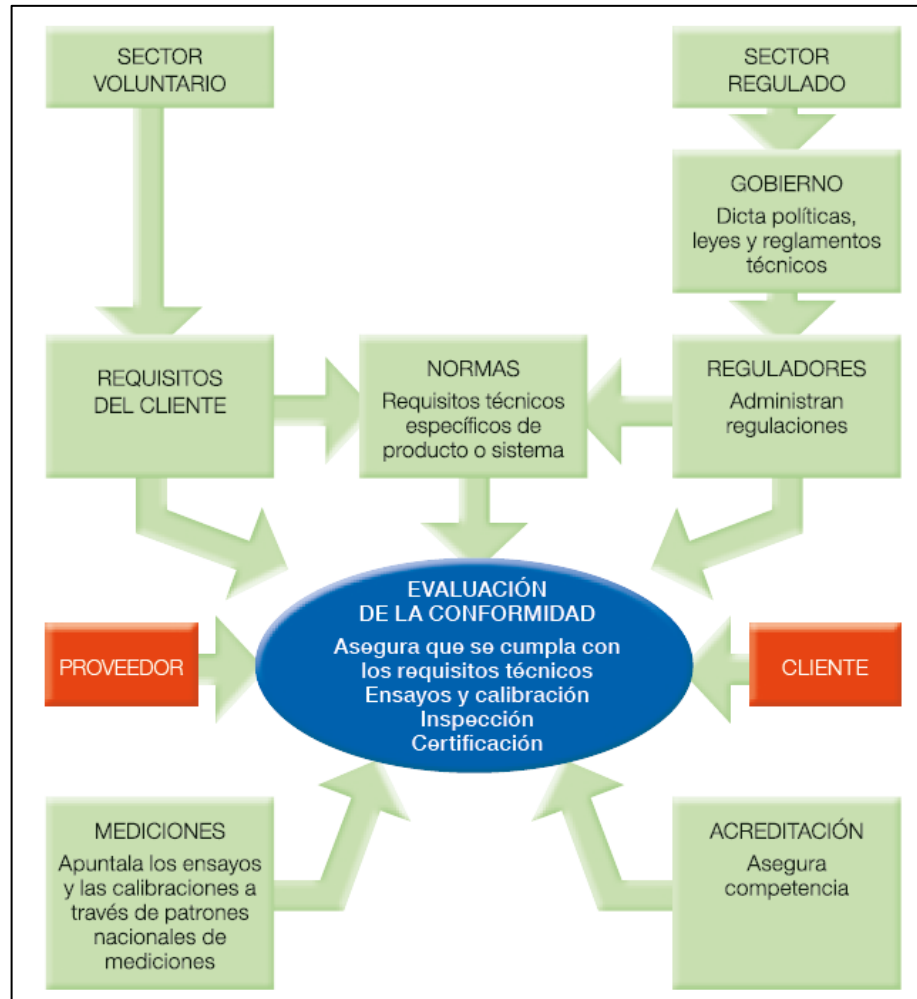 SECTOR
VOLUNTARIO
SECTOR
REGULADO
GOBIERNO
Dicta políticas,
leyes y reglamentos
técnicos
REQUISITOS
DEL CLIENTE
NORMAS
Requisitos técnicos
específicos de
producto o sistema
REGULADORES
Administran
regulaciones
EVALUACIÓN
DE LA CONFORMIDAD
Asegura que se cumpla con
los requisitos técnicos
Ensayos y calibración
Inspección
Certificación
PROVEEDOR
CLIENTE
MEDICIONES
Apuntala los ensayos
y las calibraciones a
través de patrones
nacionales de
mediciones
ACREDITACIÓN
Asegura
competencia